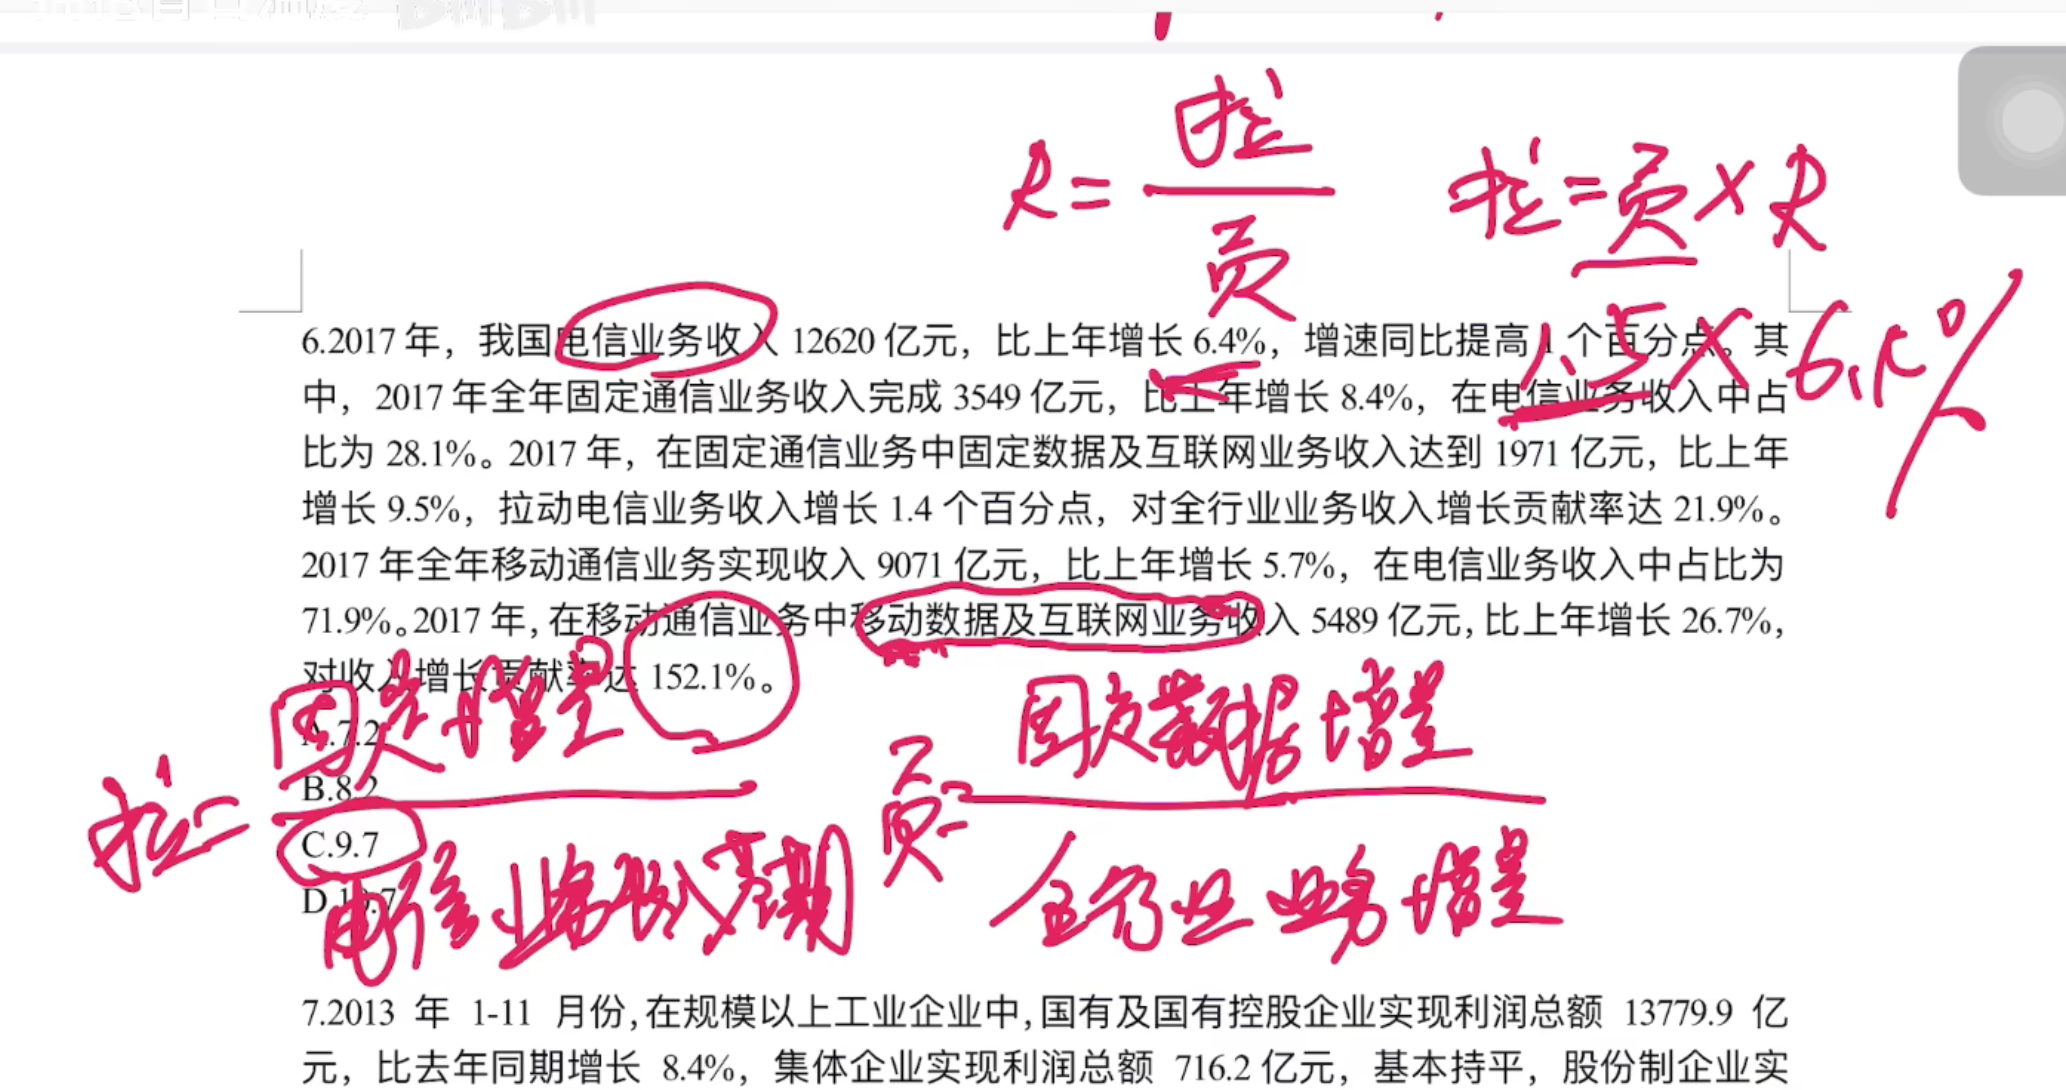 R=拉/贡 拉=贡×R
1.5×6.4%
6.2017 年，我国电信业务收入 12620 亿元，比上年增长 6.4%，增速同比提高 1 个百分点。其
中，2017 年全年固定通信业务收入完成 3549 亿元，比上年增长 8.4%，在电信业务收入中占
比为 28.1%。2017 年，在固定通信业务中固定数据及互联网业务收入达到 1971 亿元，比上年
增长 9.5%，拉动电信业务收入增长 1.4 个百分点，对全行业业务收入增长贡献率达 21.9%。
2017 年全年移动通信业务实现收入 9071 亿元，比上年增长 5.7%，在电信业务收入中占比为
71.9%。2017 年，在移动通信业务中移动数据及互联网业务收入 5489 亿元，比上年增长 26.7%，
对收入增长贡献率达 152.1%。
A.7.2
B.8.2
C.9.7
D.10.7
拉=固定增量/电信业务收入基期 贡=固定数据增量/全行业业务增量
7.2013 年 1-11 月份，在规模以上工业企业中，国有及国有控股企业实现利润总额 13779.9 亿
元，比去年同期增长 8.4%，集体企业实现利润总额 716.2 亿元，基本持平，股份制企业实